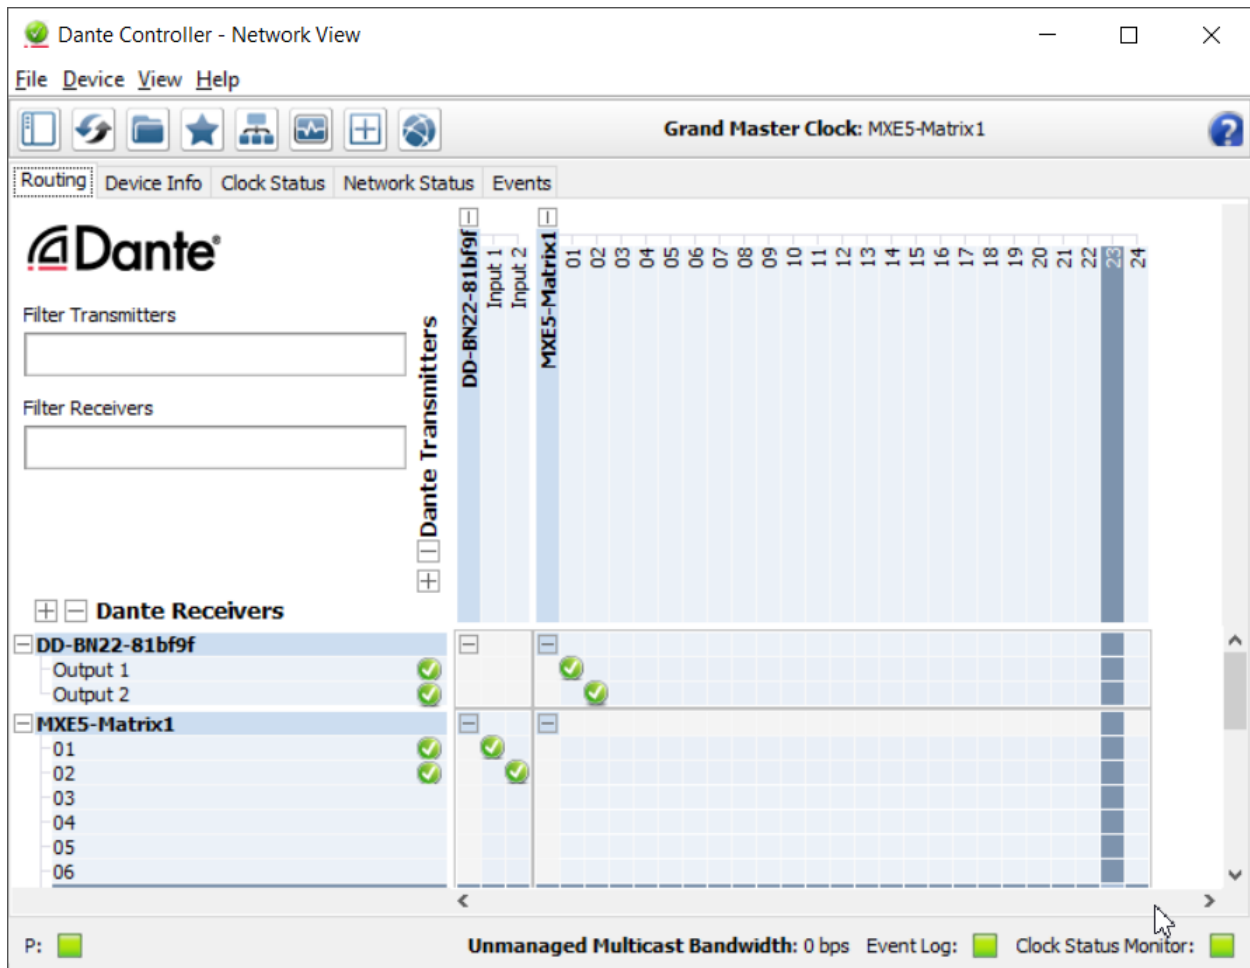 Dante Controller - Network View
File Device View Help
Grand Master Clock: MXE5-Matrix1
Routing Device Info Clock Status Network Status Events
Dante®
Filter Transmitters
Filter Receivers
Dante Transmitters
DD-BN22-81bf9f
Input 1
Input 2
MXE5-Matrix1
01
02
03
04
05
06
07
08
09
10
11
12
13
14
15
16
17
18
19
20
21
22
23
24
Dante Receivers
DD-BN22-81bf9f
Output 1
Output 2
MXE5-Matrix1
01
02
03
04
05
06
P: Unmanaged Multicast Bandwidth: 0 bps Event Log: Clock Status Monitor: